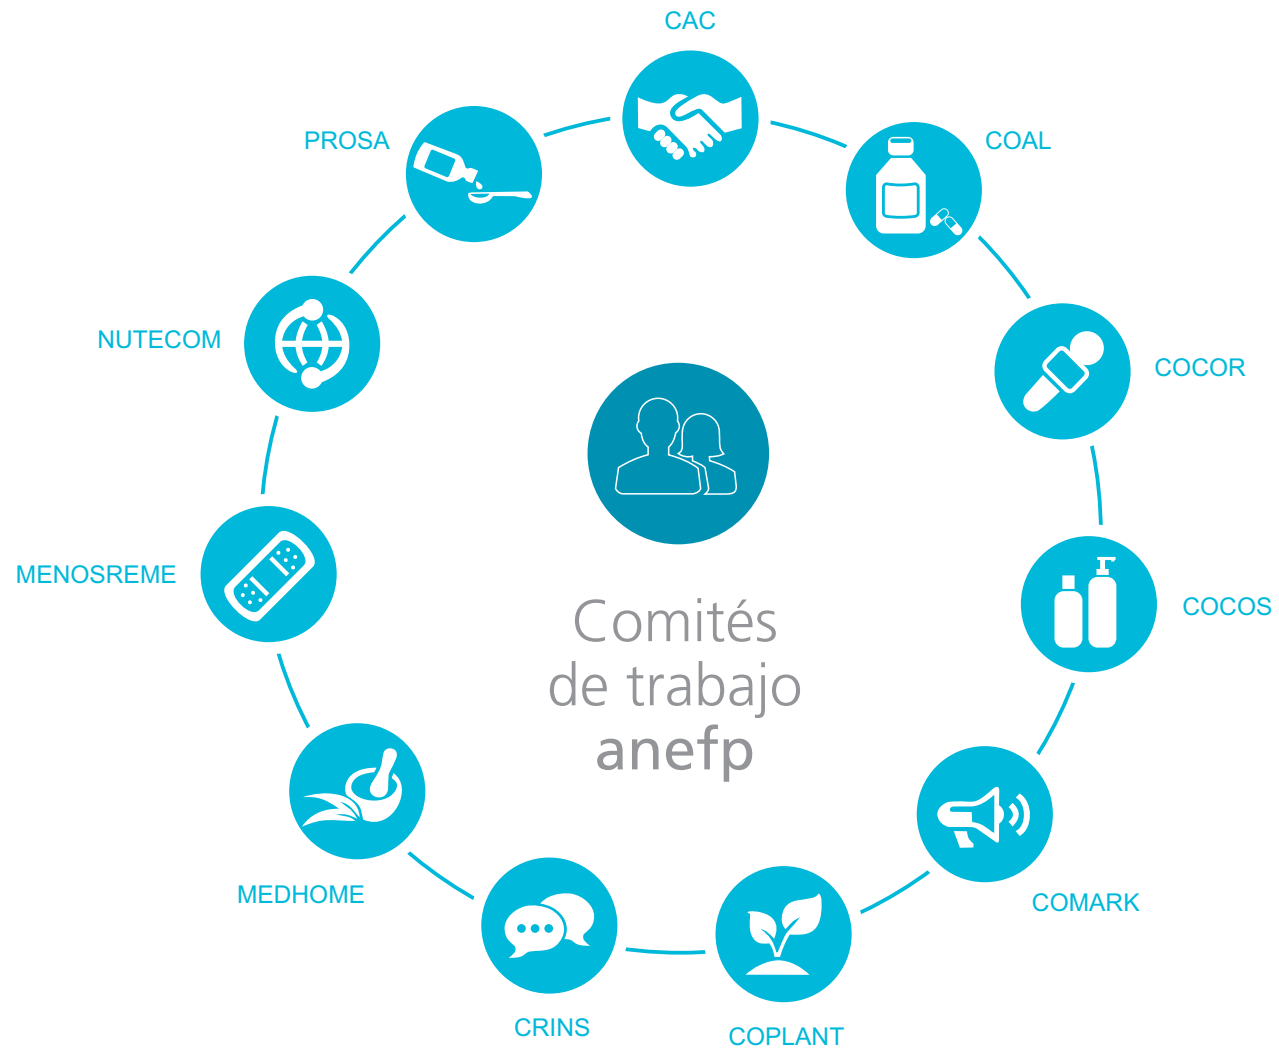 CAC
PROSA
COAL
NUTECOM
COCOR
MENOSREME
COCOS
Comités
de trabajo
anefp
MEDHOME
COMARK
CRINS
COPLANT